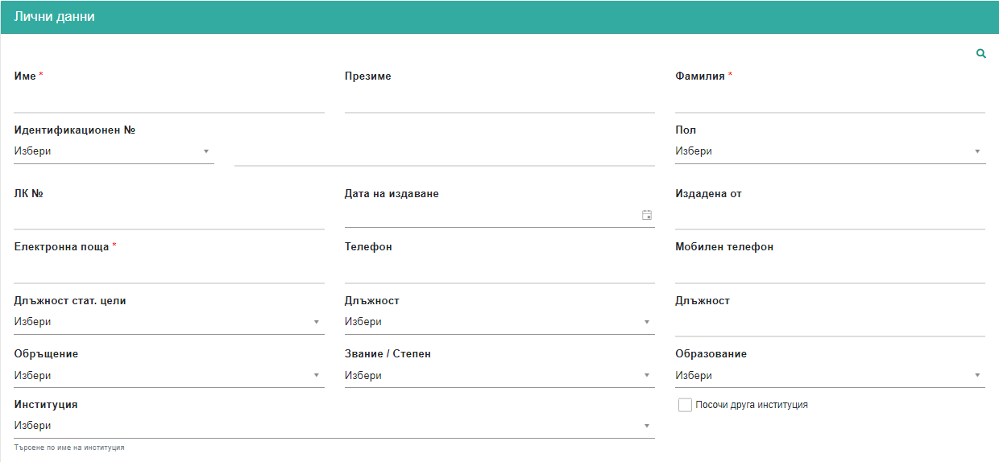 Лични данни
Име *
Презиме
Фамилия *
Идентификационен №
Пол
Избери
Избери
ЛК №
Дата на издаване
Издадена от
Електронна поща *
Телефон
Мобилен телефон
Длъжност стат. цели
Длъжност
Длъжност
Избери
Избери
Обръщение
Звание / Степен
Образование
Избери
Избери
Избери
Институция
Посочи друга институция
Избери
Търсене по име на институция